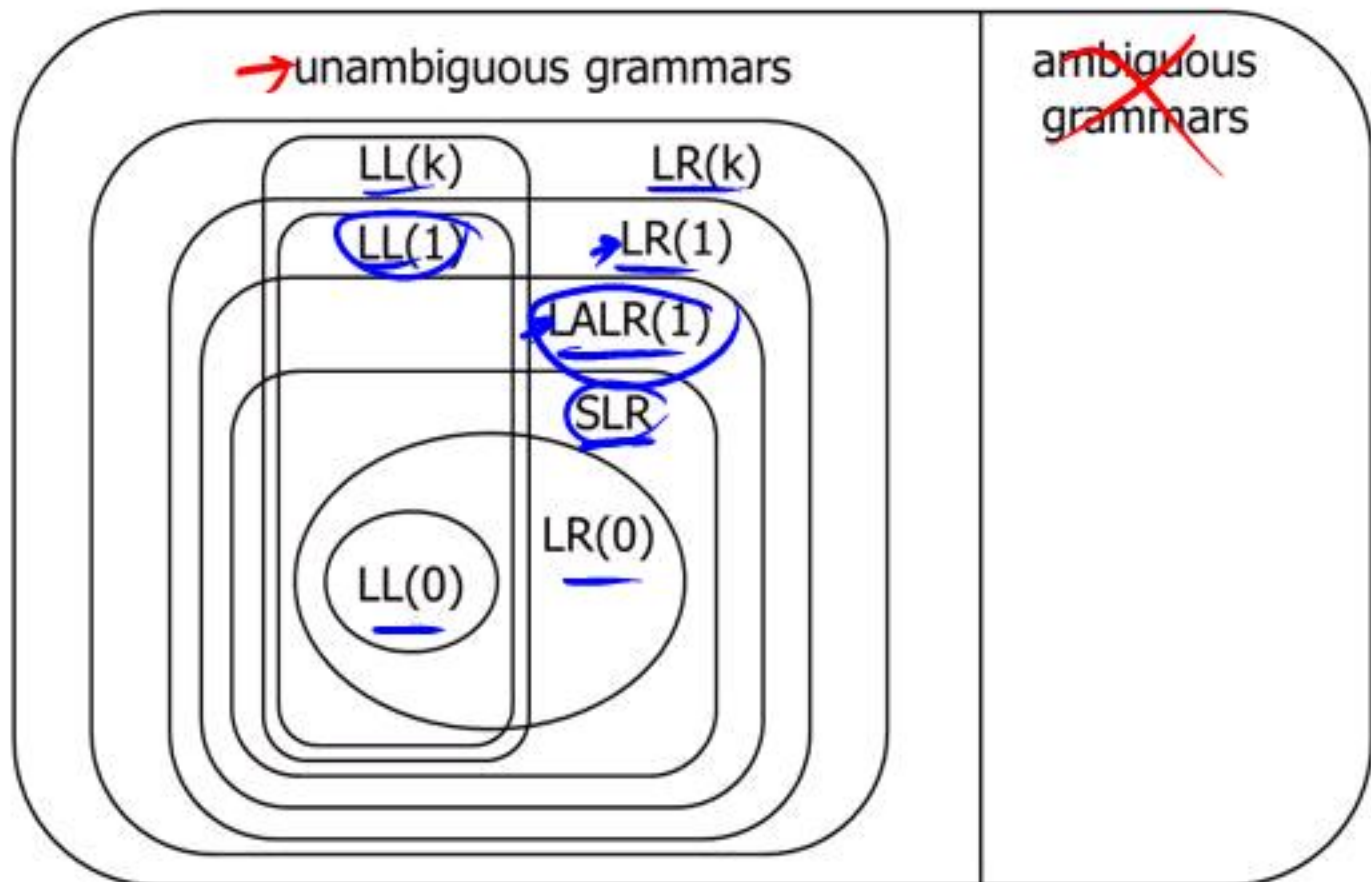 unambiguous grammars
ambiguous
grammars
LL(k)
LR(k)
LL(1)
LR(1)
LALR(1)
SLR
LR(0)
LL(0)